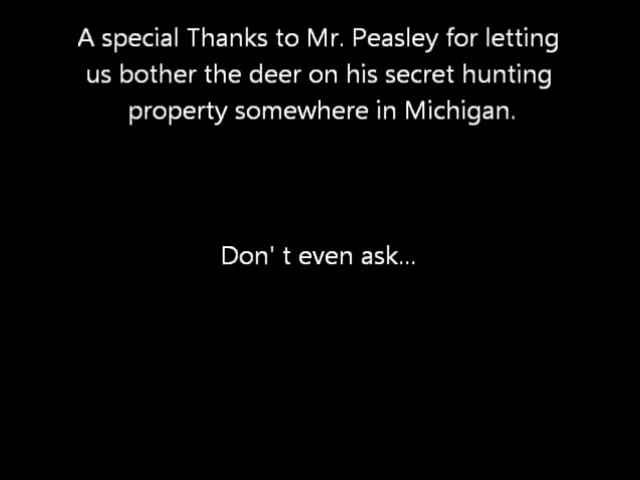 A special Thanks to Mr. Peasley for letting
us bother the deer on his secret hunting
property somewhere in Michigan.
Don' t even ask...